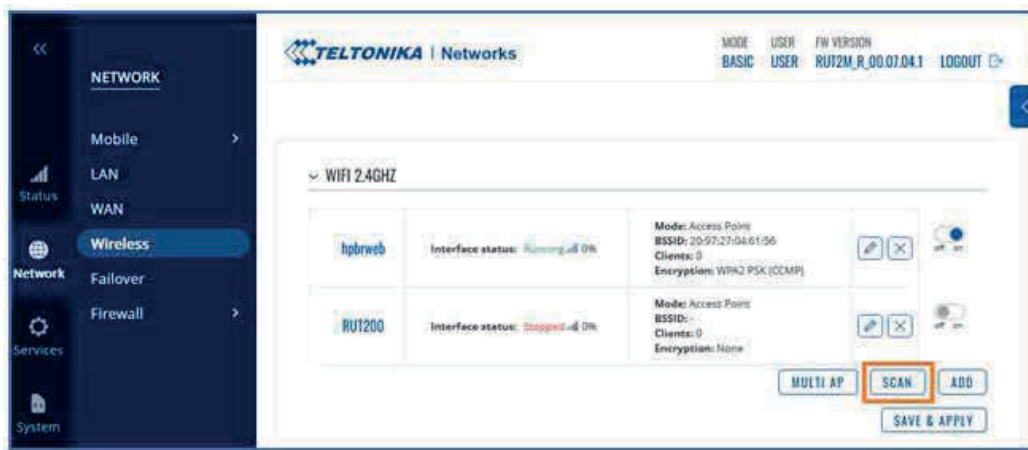 TELTONIKA | Networks
MODE USER FW VERSION
BASIC USER RUT2M_R_00.07.04.1 LOGOUT
NETWORK
Mobile
LAN
WAN
Wireless
Failover
Firewall
Status
Network
Services
System
WIFI 2.4GHZ
hpbrweb
Interface status: Running 0%
Mode: Access Point
BSSID: 20:97:27:04:61:56
Clients: 0
Encryption: WPA2 PSK (CCMP)
off on
RUT200
Interface status: Stopped 0%
Mode: Access Point
BSSID: -
Clients: 0
Encryption: None
off on
MULTI AP SCAN ADD
SAVE & APPLY